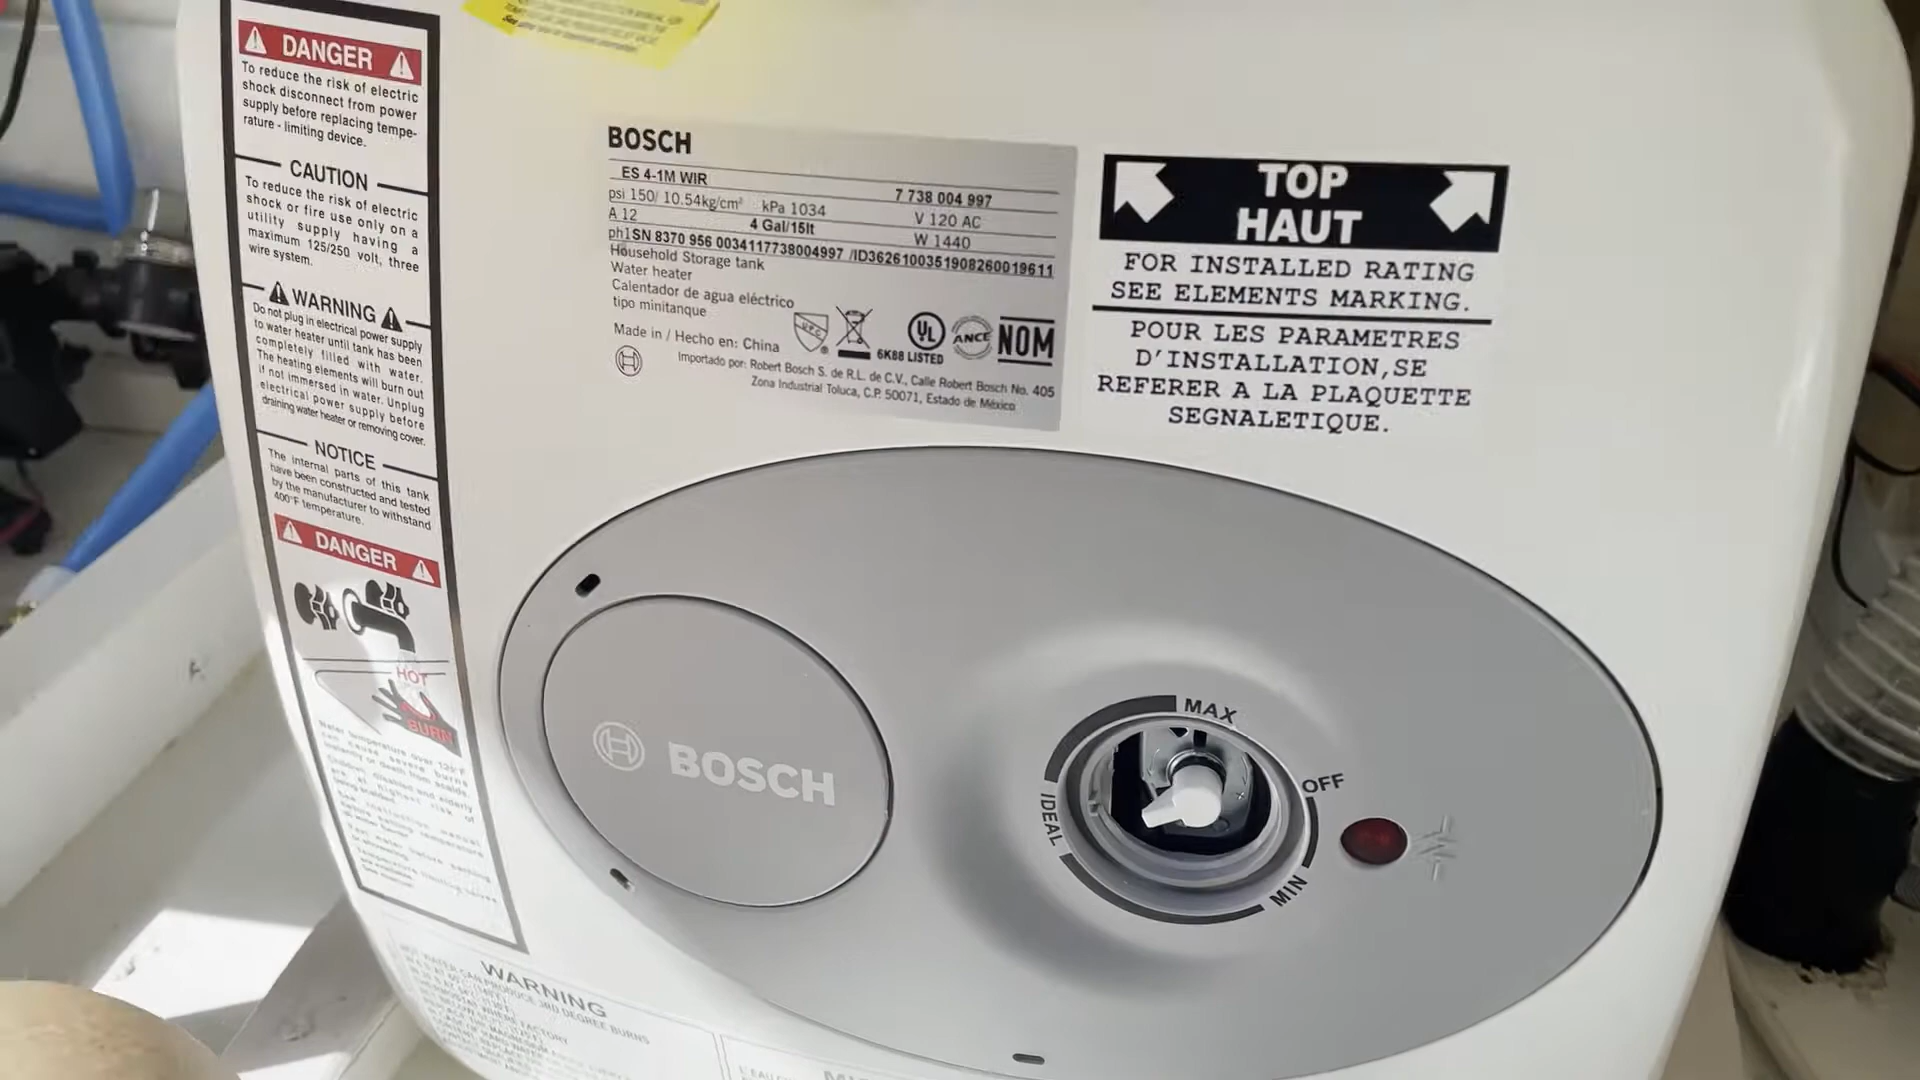 DANGER
To reduce the risk of electric
shock disconnect from power
supply before replacing tempe-
rature - limiting device.
CAUTION
To reduce the risk of electric
shock or fire use only on a
utility supply having a
maximum 125/250 volt, three
wire system.
WARNING
Do not plug in electrical power supply
to water heater until tank has been
completely filled with water.
The heating elements will burn out
if not immersed in water. Unplug
electrical power supply before
draining water heater or removing cover.
NOTICE
The internal parts of this tank
have been constructed and tested
by the manufacturer to withstand
400°F temperature.
DANGER
HOT
BURN
BOSCH
ES 4-1M WIR
7 738 004 997
psi 150/ 10.54kg/cm² kPa 1034
V 120 AC
A 12
4 Gal/15lt
W 1440
ph1SN 8370 956 0034117738004997 /ID3626100351908260019611
Household Storage tank
Water heater
Calentador de agua eléctrico
tipo minitanque
UPC
UL
ANCE
NOM
6K88 LISTED
Made in / Hecho en: China
Importado por: Robert Bosch S. de R.L. de C.V., Calle Robert Bosch No. 405
Zona Industrial Toluca, C.P. 50071, Estado de México
TOP
HAUT
FOR INSTALLED RATING
SEE ELEMENTS MARKING.
POUR LES PARAMETRES
D'INSTALLATION,SE
REFERER A LA PLAQUETTE
SEGNALETIQUE.
BOSCH
MAX
OFF
IDEAL
MIN
WARNING